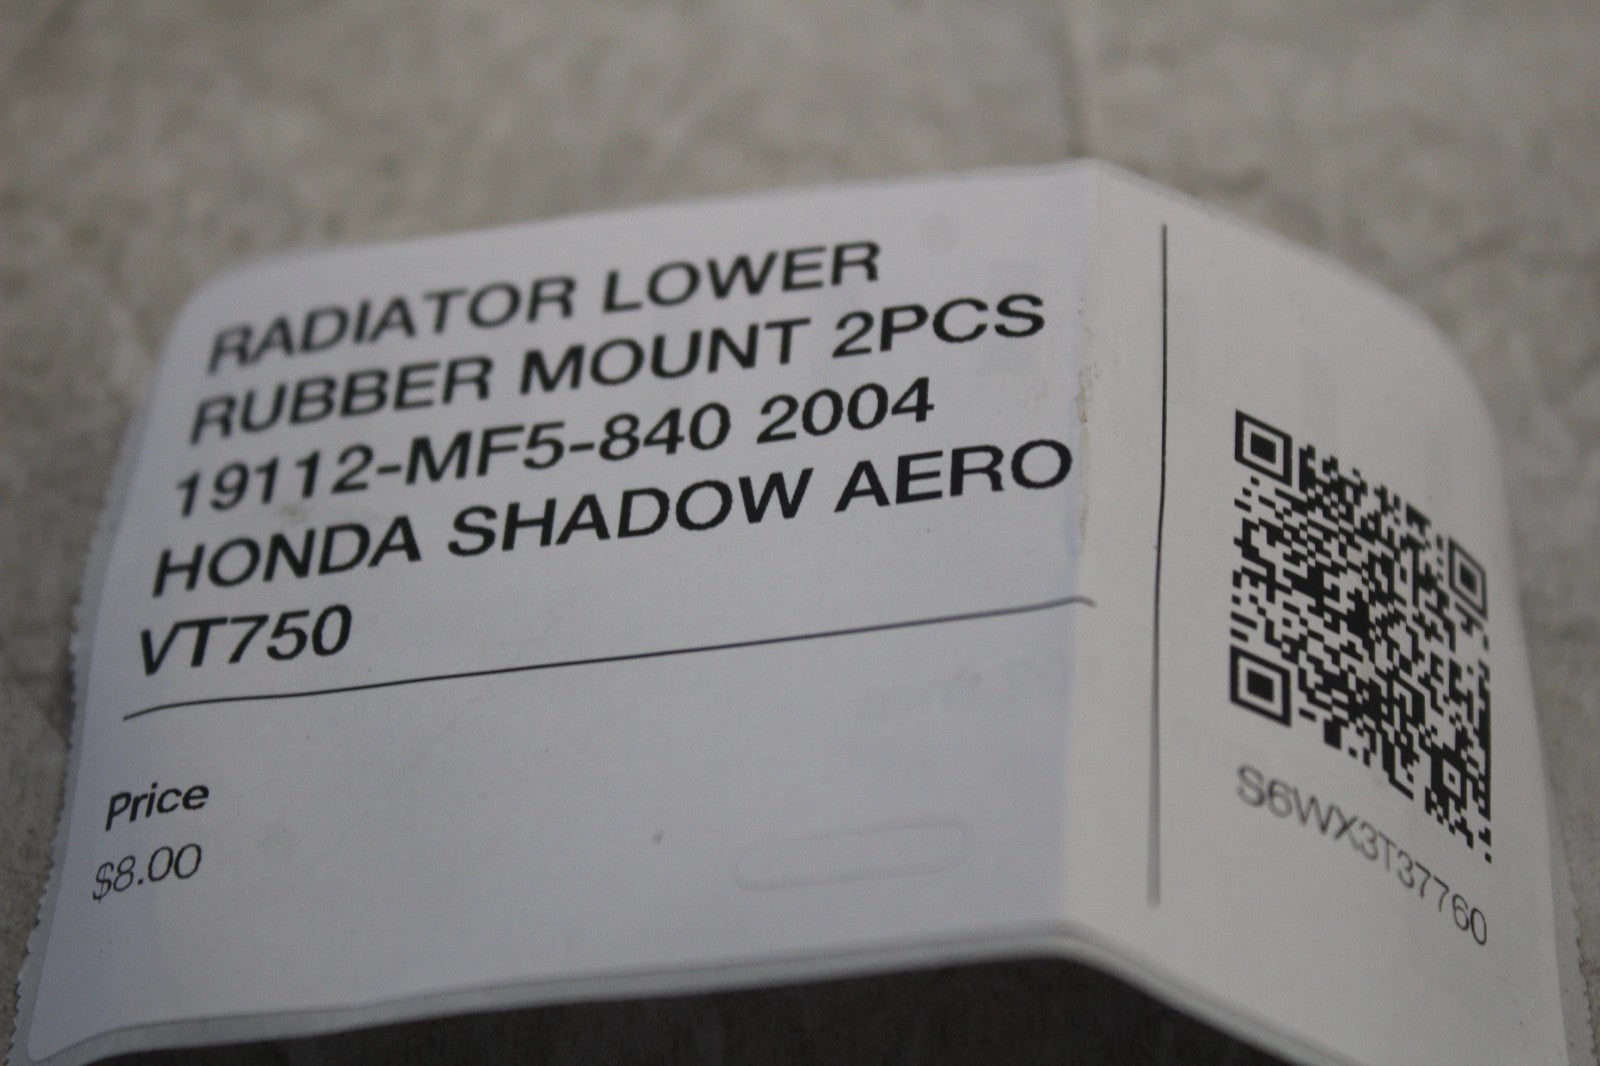 RADIATOR LOWER
RUBBER MOUNT 2PCS
19112-MF5-840 2004
HONDA SHADOW AERO
VT750
Price
$8.00
S6WX3T37760